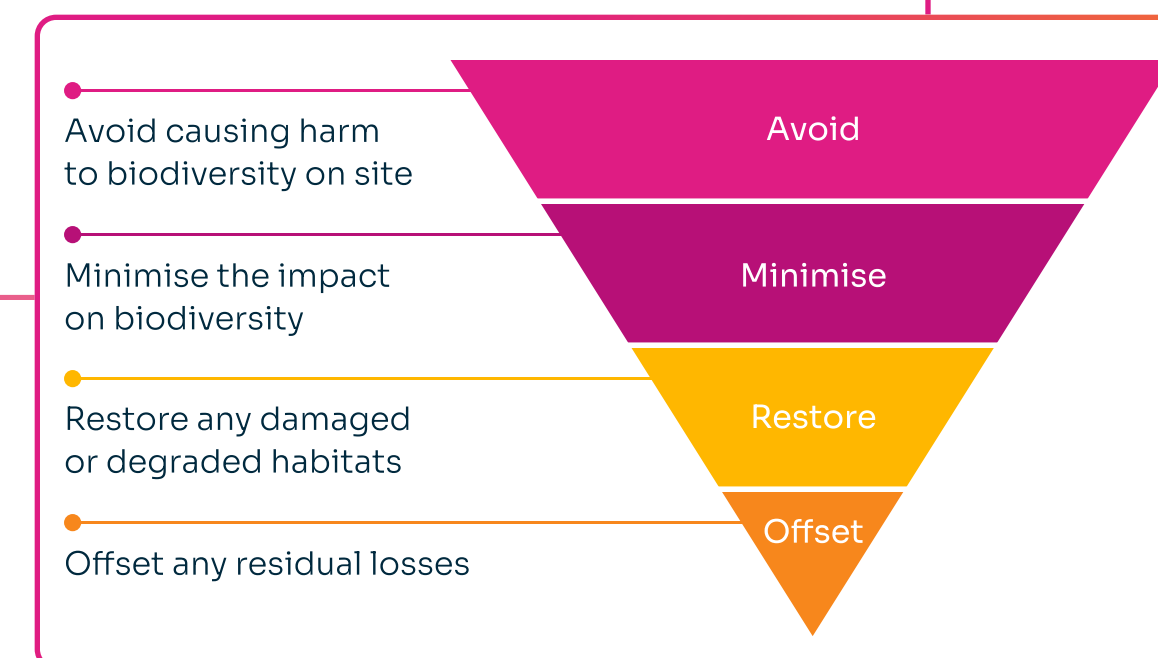 Avoid causing harm
to biodiversity on site
Avoid
Minimise the impact
on biodiversity
Minimise
Restore any damaged
or degraded habitats
Restore
Offset any residual losses
Offset